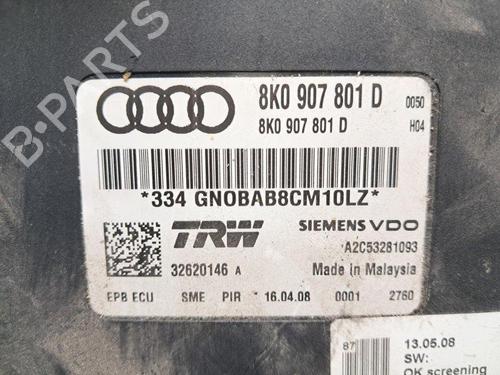 B-PARTS
8K0 907 801 D 0050
8K0 907 801 D H04
*334 GNOBAB8CM10LZ*
TRW SIEMENS VDO
32620146 A A2C53281093
Made in Malaysia
EPB ECU SME PIR 16.04.08 0001 2760
87 13.05.08
SW:
OK screening